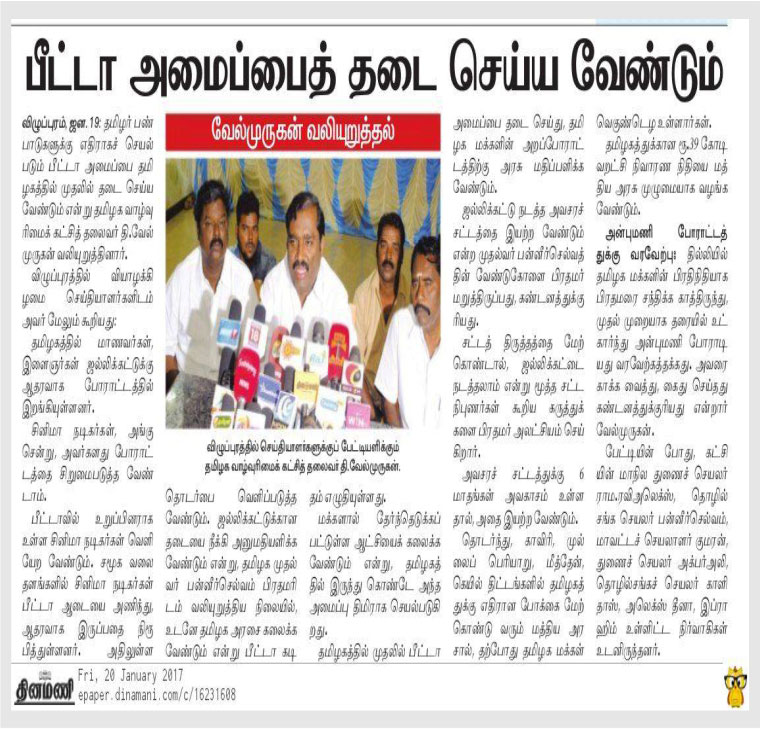 பீட்டா அமைப்பைத் தடை செய்ய வேண்டும்
விழுப்புரம், ஜன. 19: தமிழர் பண்
பாடுகளுக்கு எதிராகச் செயல்
படும் பீட்டா அமைப்பை தமி
ழகத்தில் முதலில் தடை செய்ய
வேண்டும் என்று தமிழக வாழ்வு
ரிமைக் கட்சித் தலைவர் தி.வேல்
முருகன் வலியுறுத்தினார்.
விழுப்புரத்தில் வியாழக்கி
ழமை செய்தியாளர்களிடம்
அவர் மேலும் கூறியது:
தமிழகத்தில் மாணவர்கள்,
இளைஞர்கள் ஜல்லிக்கட்டுக்கு
ஆதரவாக போராட்டத்தில்
இறங்கியுள்ளனர்.
சினிமா நடிகர்கள், அங்கு
சென்று, அவர்களது போராட்
டத்தை சிறுமைபடுத்த வேண்
டாம்.
பீட்டாவில் உறுப்பினராக
உள்ள சினிமா நடிகர்கள் வெளி
யேற வேண்டும். சமூக வலை
தளங்களில் சினிமா நடிகர்கள்
பீட்டா ஆடையை அணிந்து,
ஆதரவாக இருப்பதை நிரூ
பித்துள்ளனர். அதிலுள்ள
வேல்முருகன் வலியுறுத்தல்
விழுப்புரத்தில் செய்தியாளர்களுக்குப் பேட்டியளிக்கும்
தமிழக வாழ்வுரிமைக் கட்சித் தலைவர் தி.வேல்முருகன்.
தொடர்பை வெளிப்படுத்த
வேண்டும். ஜல்லிக்கட்டுக்கான
தடையை நீக்கி அனுமதியளிக்க
வேண்டும் என்று, தமிழக முதல்
வர் பன்னீர்செல்வம் பிரதமரி
டம் வலியுறுத்திய நிலையில்,
உடனே தமிழக அரசை கலைக்க
வேண்டும் என்று பீட்டா கடி
தம் எழுதியுள்ளது.
மக்களால் தேர்ந்தெடுக்கப்
பட்டுள்ள ஆட்சியைக் கலைக்க
வேண்டும் என்று, தமிழகத்
தில் இருந்து கொண்டே அந்த
அமைப்பு திமிராக செயல்படுகி
றது.
தமிழகத்தில் முதலில் பீட்டா
அமைப்பை தடை செய்து, தமி
ழக மக்களின் அறப்போராட்
டத்திற்கு அரசு மதிப்பளிக்க
வேண்டும்.
ஜல்லிக்கட்டு நடத்த அவசரச்
சட்டத்தை இயற்ற வேண்டும்
என்ற முதல்வர் பன்னீர்செல்வத்
தின் வேண்டுகோளை பிரதமர்
மறுத்திருப்பது, கண்டனத்துக்கு
ரியது.
சட்டத் திருத்தத்தை மேற்
கொண்டால், ஜல்லிக்கட்டை
நடத்தலாம் என்று மூத்த சட்ட
நிபுணர்கள் கூறிய கருத்துக்
களை பிரதமர் அலட்சியம் செய்
கிறார்.
அவசரச் சட்டத்துக்கு 6
மாதங்கள் அவகாசம் உள்ள
தால், அதை இயற்ற வேண்டும்.
தொடர்ந்து, காவிரி, முல்
லைப் பெரியாறு, மீத்தேன்,
கெயில் திட்டங்களில் தமிழகத்
துக்கு எதிரான போக்கை மேற்
கொண்டு வரும் மத்திய அர
சால், தற்போது தமிழக மக்கள்
வெகுண்டெழ உள்ளார்கள்.
தமிழகத்துக்கான ரூ.39 கோடி
வறட்சி நிவாரண நிதியை மத்
திய அரசு முழுமையாக வழங்க
வேண்டும்.
அன்புமணி போராட்டத்
துக்கு வரவேற்பு: தில்லியில்
தமிழக மக்களின் பிரதிநிதியாக
பிரதமரை சந்திக்க காத்திருந்து,
முதல் முறையாக தரையில் உட்
கார்ந்து அன்புமணி போராடி
யது வரவேற்கத்தக்கது. அவரை
காக்க வைத்து, கைது செய்தது
கண்டனத்துக்குரியது என்றார்
வேல்முருகன்.
பேட்டியின் போது, கட்சி
யின் மாநில துணைச் செயலர்
ராம.ரவிஅலெக்ஸ், தொழில்
சங்க செயலர் பன்னீர்செல்வம்,
மாவட்டச் செயலாளர் குமரன்,
துணைச் செயலர் அக்பர்அலி,
தொழில்சங்கச் செயலர் காளி
தாஸ், அலெக்ஸ் தீனா, இப்ரா
ஹிம் உள்ளிட்ட நிர்வாகிகள்
உடனிருந்தனர்.
தினமணி
Fri, 20 January 2017
epaper.dinamani.com/c/16231608